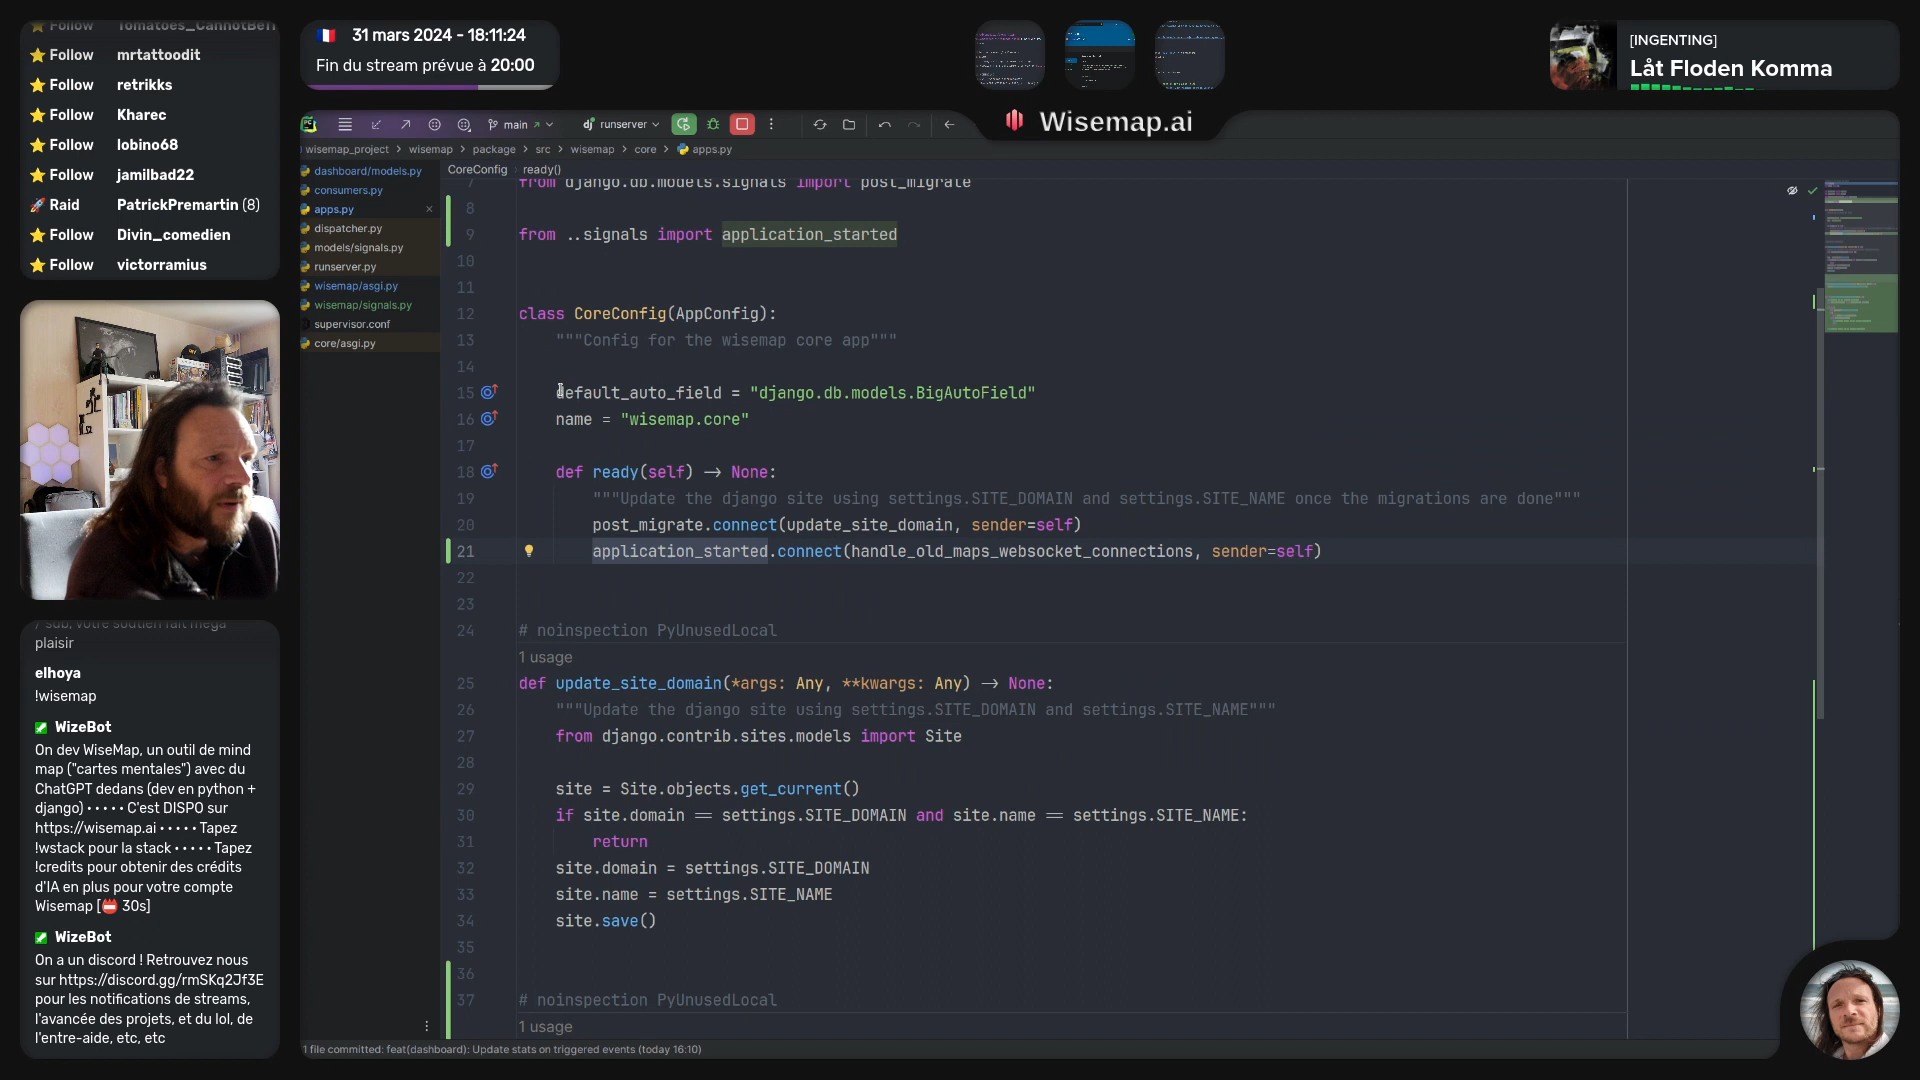 Follow Tomatoes_CannotBeH
Follow mrtattoodit
Follow retrikks
Follow Kharec
Follow lobino68
Follow jamilbad22
Raid PatrickPremartin (8)
Follow Divin_comedien
Follow victorramius
31 mars 2024 - 18:11:24
Fin du stream prévue à 20:00
[INGENTING]
Låt Floden Komma
Wisemap.ai
main
runserver
wisemap_project > wisemap > package > src > wisemap > core > apps.py
dashboard/models.py
consumers.py
apps.py
dispatcher.py
models/signals.py
runserver.py
wisemap/asgi.py
wisemap/signals.py
supervisor.conf
core/asgi.py
CoreConfig ready()
7 from django.db.models.signals import post_migrate
8
9 from ..signals import application_started
10
11
12 class CoreConfig(AppConfig):
13 """Config for the wisemap core app"""
14
15 default_auto_field = "django.db.models.BigAutoField"
16 name = "wisemap.core"
17
18 def ready(self) -> None:
19 """Update the django site using settings.SITE_DOMAIN and settings.SITE_NAME once the migrations are done"""
20 post_migrate.connect(update_site_domain, sender=self)
21 application_started.connect(handle_old_maps_websocket_connections, sender=self)
22
23
24 # noinspection PyUnusedLocal
1 usage
25 def update_site_domain(*args: Any, **kwargs: Any) -> None:
26 """Update the django site using settings.SITE_DOMAIN and settings.SITE_NAME"""
27 from django.contrib.sites.models import Site
28
29 site = Site.objects.get_current()
30 if site.domain == settings.SITE_DOMAIN and site.name == settings.SITE_NAME:
31 return
32 site.domain = settings.SITE_DOMAIN
33 site.name = settings.SITE_NAME
34 site.save()
35
36
37 # noinspection PyUnusedLocal
1 usage
1 file committed: feat(dashboard): Update stats on triggered events (today 16:10)
/ sub, votre soutien fait méga
plaisir
elhoya
!wisemap
WizeBot
On dev WiseMap, un outil de mind
map ("cartes mentales") avec du
ChatGPT dedans (dev en python +
django) • • • • • C'est DISPO sur
https://wisemap.ai • • • • • Tapez
!wstack pour la stack • • • • • Tapez
!credits pour obtenir des crédits
d'IA en plus pour votre compte
Wisemap [📛 30s]
WizeBot
On a un discord ! Retrouvez nous
sur https://discord.gg/rmSKq2Jf3E
pour les notifications de streams,
l'avancée des projets, et du lol, de
l'entre-aide, etc, etc